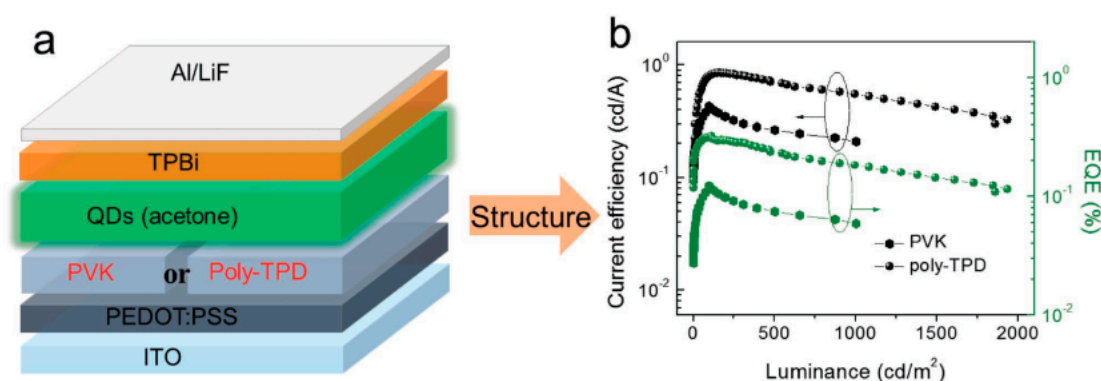 a
Al/LiF
TPBi
QDs (acetone)
PVK or Poly-TPD
PEDOT:PSS
ITO
Structure
b
Current efficiency (cd/A)
10⁰
10⁻¹
10⁻²
PVK
poly-TPD
10⁰
10⁻¹
10⁻²
EQE (%)
0 500 1000 1500 2000
Luminance (cd/m²)